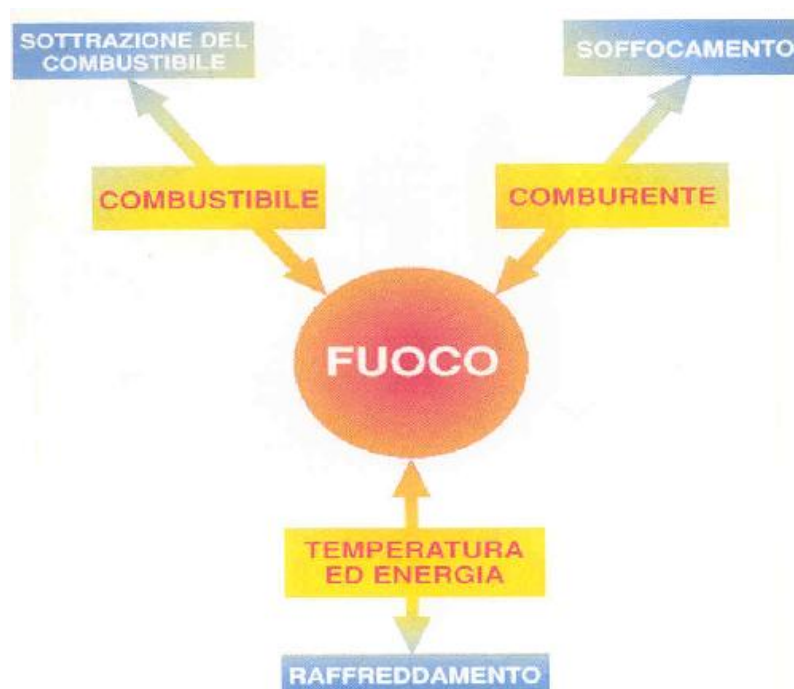 SOTTRAZIONE DEL
COMBUSTIBILE
SOFFOCAMENTO
COMBUSTIBILE
COMBURENTE
FUOCO
TEMPERATURA
ED ENERGIA
RAFFREDDAMENTO